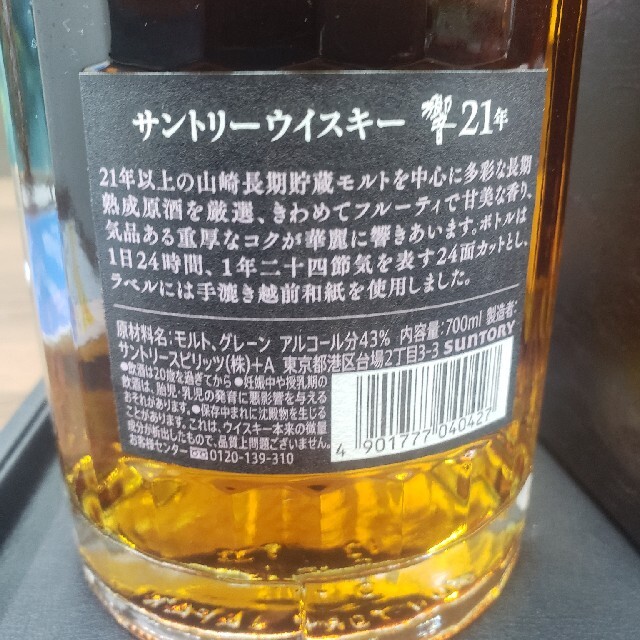 サントリーウイスキー 響21年
21年以上の山崎長期貯蔵モルトを中心に多彩な長期
熟成原酒を厳選、きわめてフルーティで甘美な香り、
気品ある重厚なコクが華麗に響きあいます。ボトルは
1日24時間、1年二十四節気を表す24面カットとし、
ラベルには手漉き越前和紙を使用しました。
原材料名:モルト、グレーン アルコール分43% 内容量:700ml 製造者:
サントリースピリッツ(株)+A 東京都港区台場2丁目3-3 SUNTORY
●飲酒は20歳を過ぎてから●妊娠中や授乳期の
飲酒は、胎児・乳児の発育に悪影響を与える
おそれがあります。●保存中まれに沈殿物を生じる
ことがあります。これは、ウイスキー本来の微量
成分が析出したもので、品質上問題ございません。
お客様センター 0120-139-310
4 901777 040427